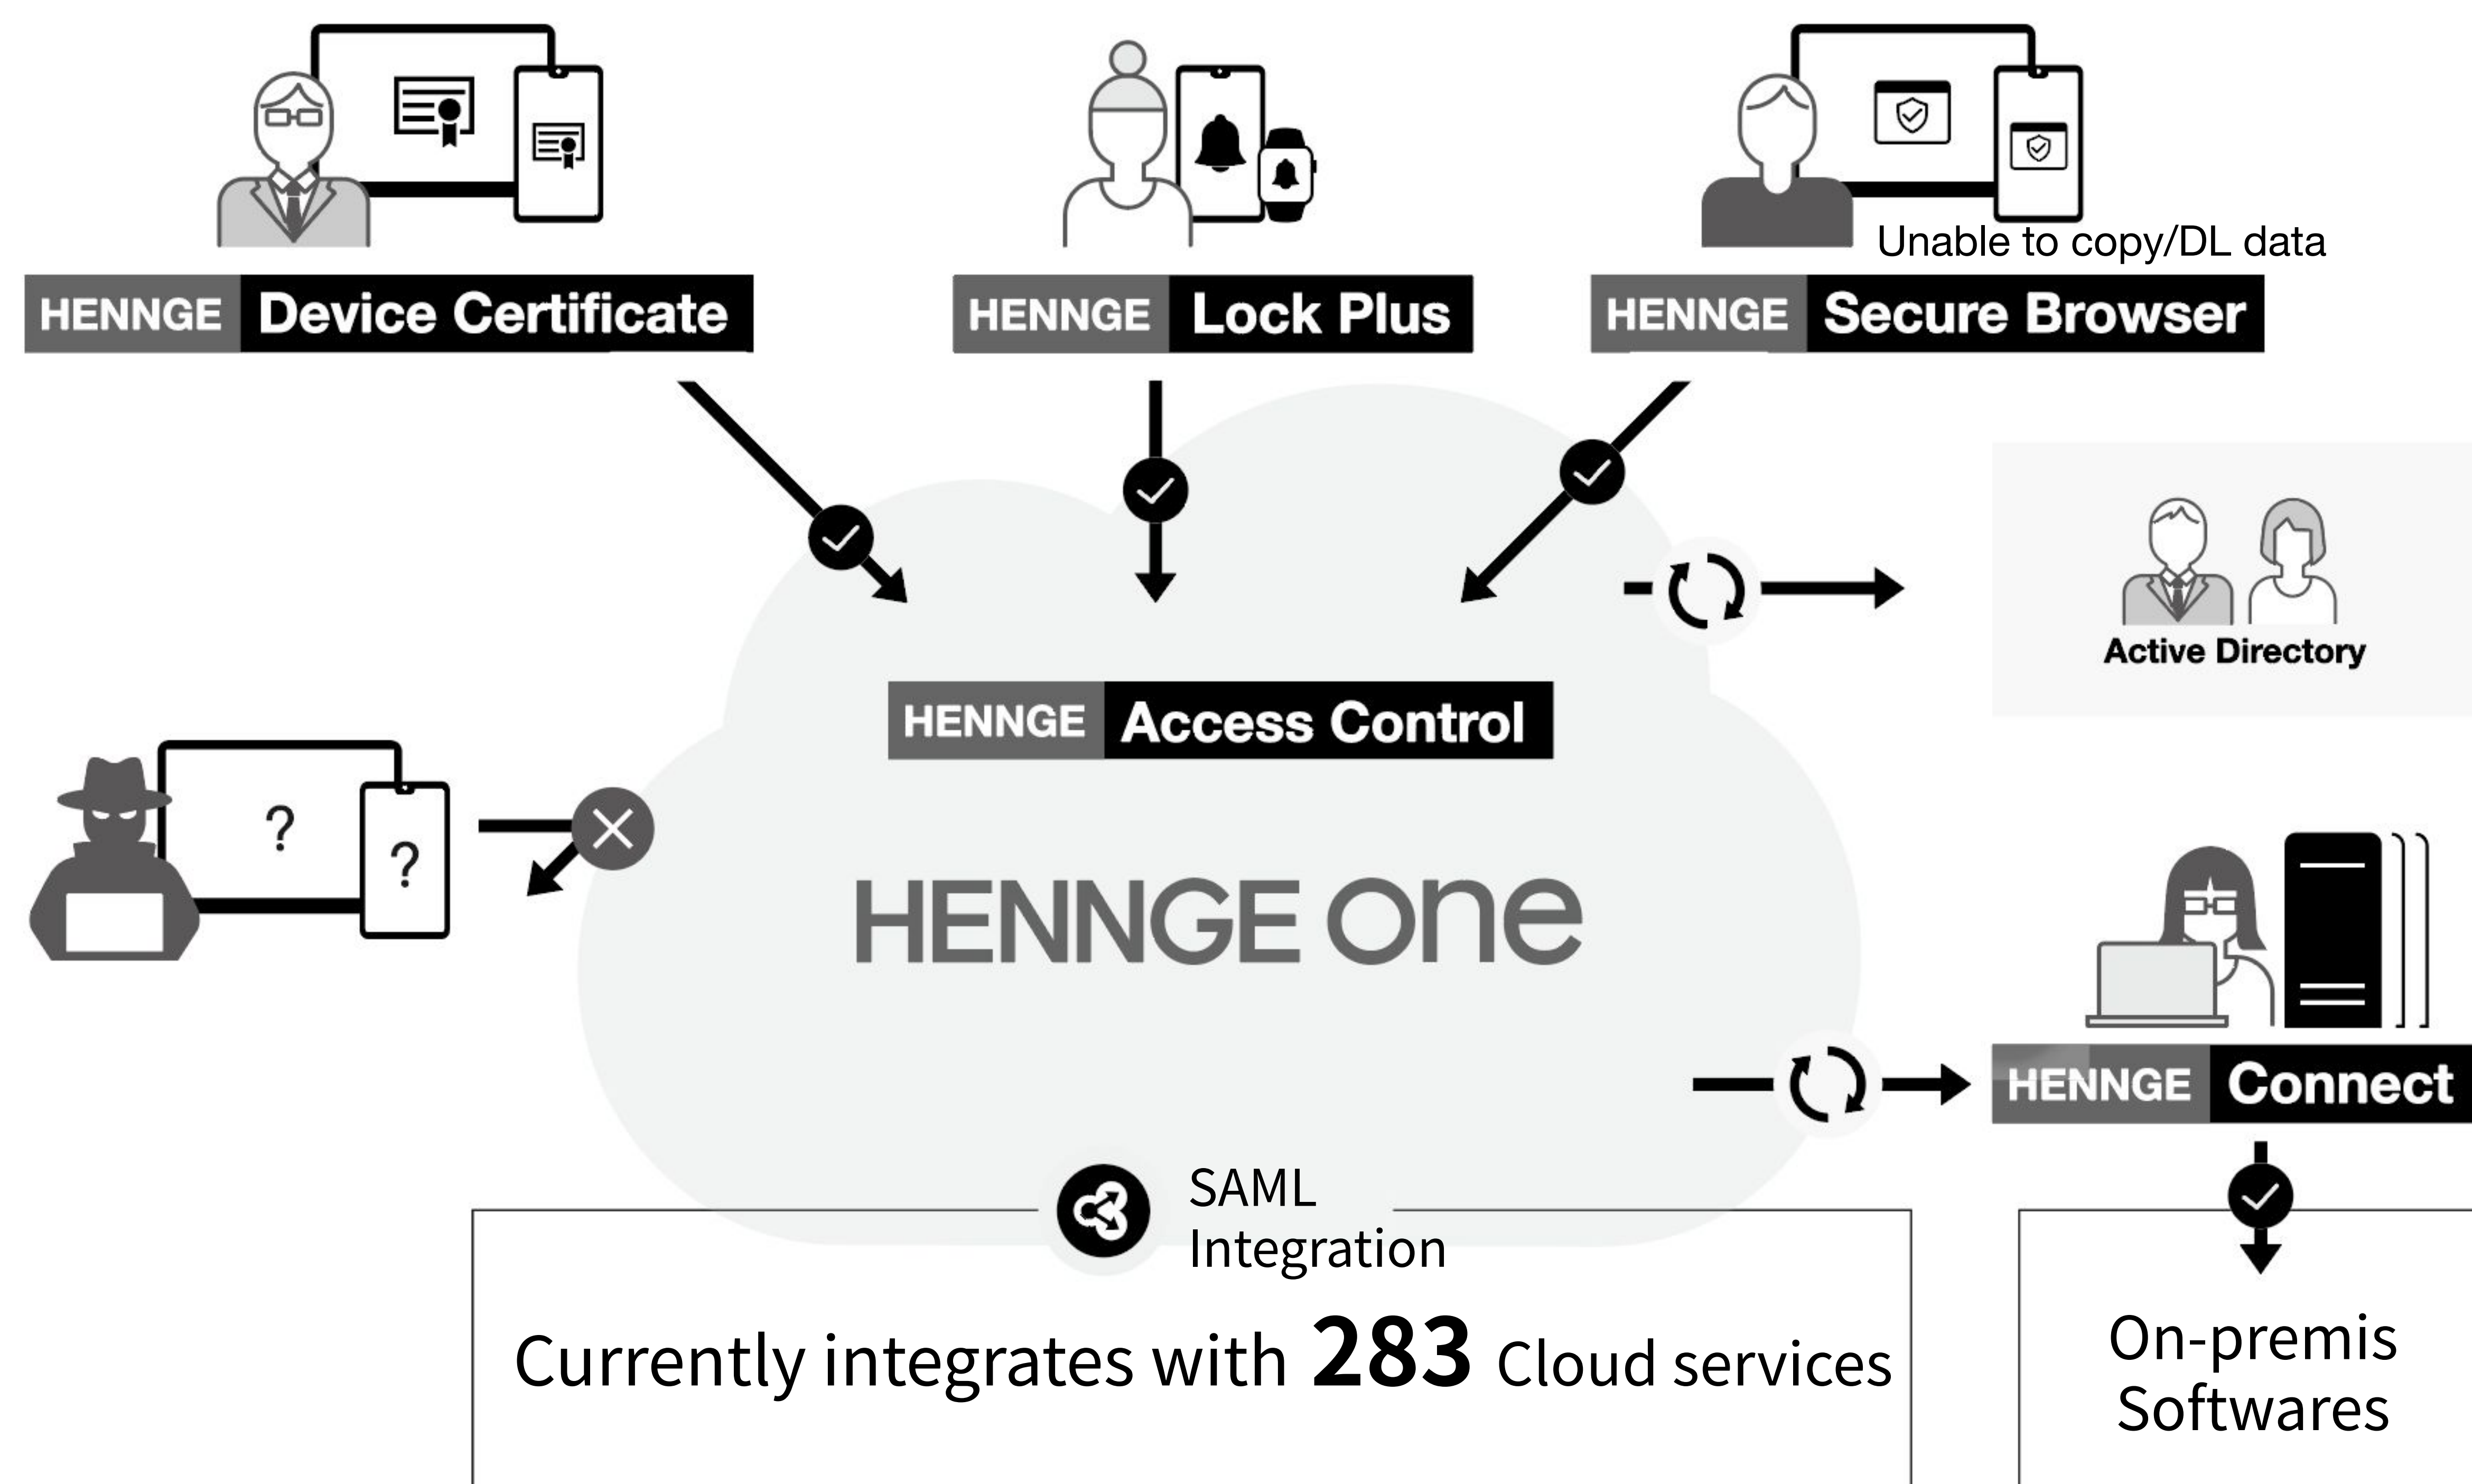 Unable to copy/DL data
HENNGE Device Certificate
HENNGE Lock Plus
HENNGE Secure Browser
Active Directory
HENNGE Access Control
? ?
HENNGE one
HENNGE Connect
SAML
Integration
Currently integrates with 283 Cloud services
On-premis
Softwares